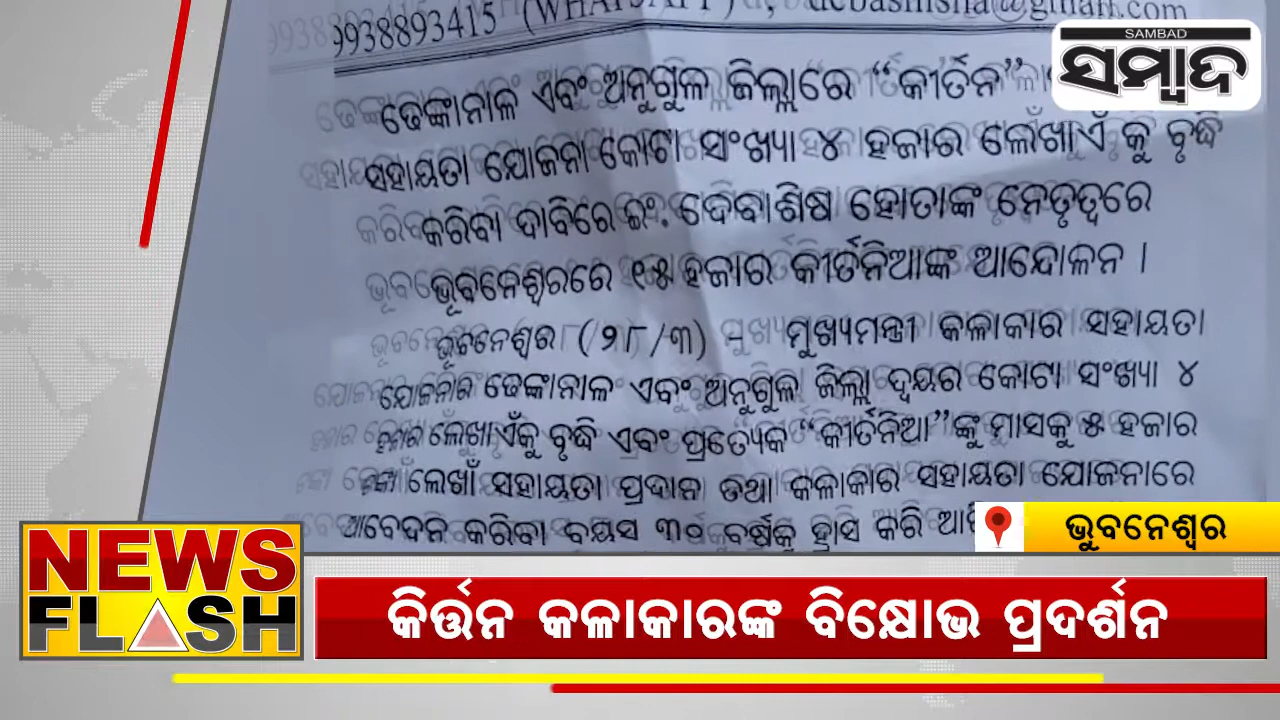 9938893415 (WHATSAPP)
SAMBAD
ସମ୍ବାଦ
ଢେଙ୍କାନାଳ ଏବଂ ଅନୁଗୁଳ ଜିଲ୍ଲାରେ “କୀର୍ତନ”
ସହାୟତା ଯୋଜନା କୋଟା ସଂଖ୍ୟା ୪ ହଜାର ଲେଁଖାଏଁ କୁ ବୃଦ୍ଧି
କରିବା ଦାବିରେ ଇଂ. ଦେବାଶିଷ ହୋତାଙ୍କ ନେତୃତ୍ୱରେ
ଭୂବନେଶ୍ୱରରେ ୧୫ ହଜାର କୀର୍ତନିଆଙ୍କ ଆନ୍ଦୋଳନ ।
ଭୂବନେଶ୍ୱର (୨୮/୩) – ମୁଖ୍ୟମନ୍ତ୍ରୀ କଳାକାର ସହାୟତା
ଯୋଜନାର ଢେଙ୍କାନାଳ ଏବଂ ଅନୁଗୁଳ ଜିଲ୍ଲା ଦ୍ୱୟର କୋଟା ସଂଖ୍ୟା ୪
ହଜାର ଲେଁଖାଏଁକୁ ବୃଦ୍ଧି ଏବଂ ପ୍ରତ୍ୟେକ “କୀର୍ତନିଆ”ଙ୍କୁ ମାସକୁ ୫ ହଜାର
ଟଙ୍କା ଲେଖାଁ ସହାୟତା ପ୍ରଦାନ ତଥା କଳାକାର ସହାୟତା ଯୋଜନାରେ
ଆବେଦନ କରିବା ବୟସ ୩୦ ବର୍ଷକୁ ହ୍ରାସ କରି
ଭୁବନେଶ୍ୱର
NEWS
FLASH
କିର୍ତ୍ତନ କଳାକାରଙ୍କ ବିକ୍ଷୋଭ ପ୍ରଦର୍ଶନ